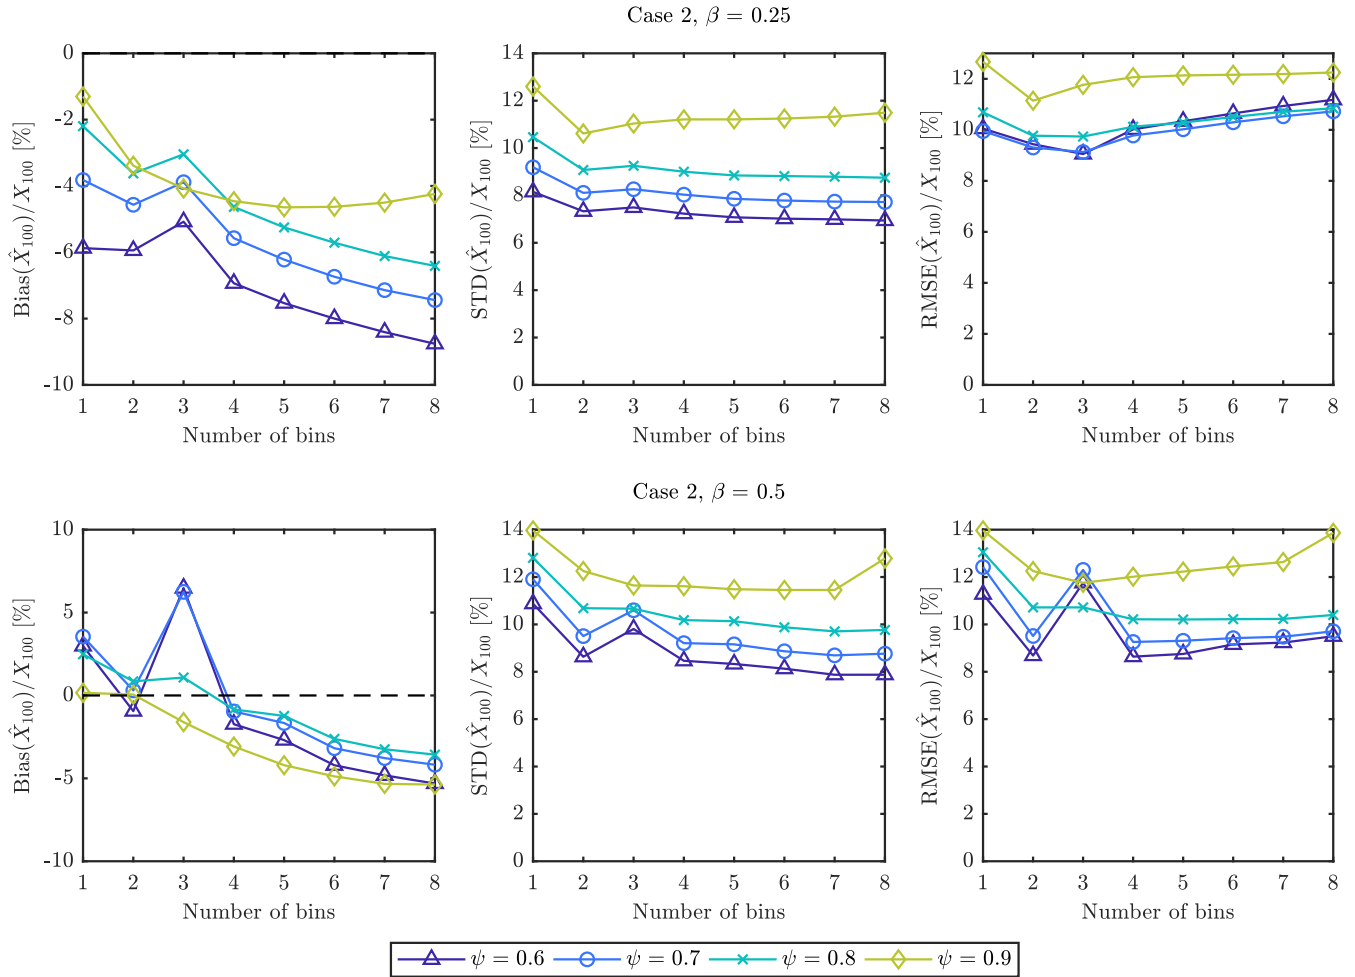 Case 2, β = 0.25
Bias(X̂₁₀₀)/X₁₀₀ [%]
0
-2
-4
-6
-8
-10
1 2 3 4 5 6 7 8
Number of bins
STD(X̂₁₀₀)/X₁₀₀ [%]
14
12
10
8
6
4
2
0
1 2 3 4 5 6 7 8
Number of bins
RMSE(X̂₁₀₀)/X₁₀₀ [%]
12
10
8
6
4
2
0
1 2 3 4 5 6 7 8
Number of bins
Case 2, β = 0.5
Bias(X̂₁₀₀)/X₁₀₀ [%]
10
5
0
-5
-10
1 2 3 4 5 6 7 8
Number of bins
STD(X̂₁₀₀)/X₁₀₀ [%]
14
12
10
8
6
4
2
0
1 2 3 4 5 6 7 8
Number of bins
RMSE(X̂₁₀₀)/X₁₀₀ [%]
14
12
10
8
6
4
2
0
1 2 3 4 5 6 7 8
Number of bins
ψ = 0.6 ψ = 0.7 ψ = 0.8 ψ = 0.9